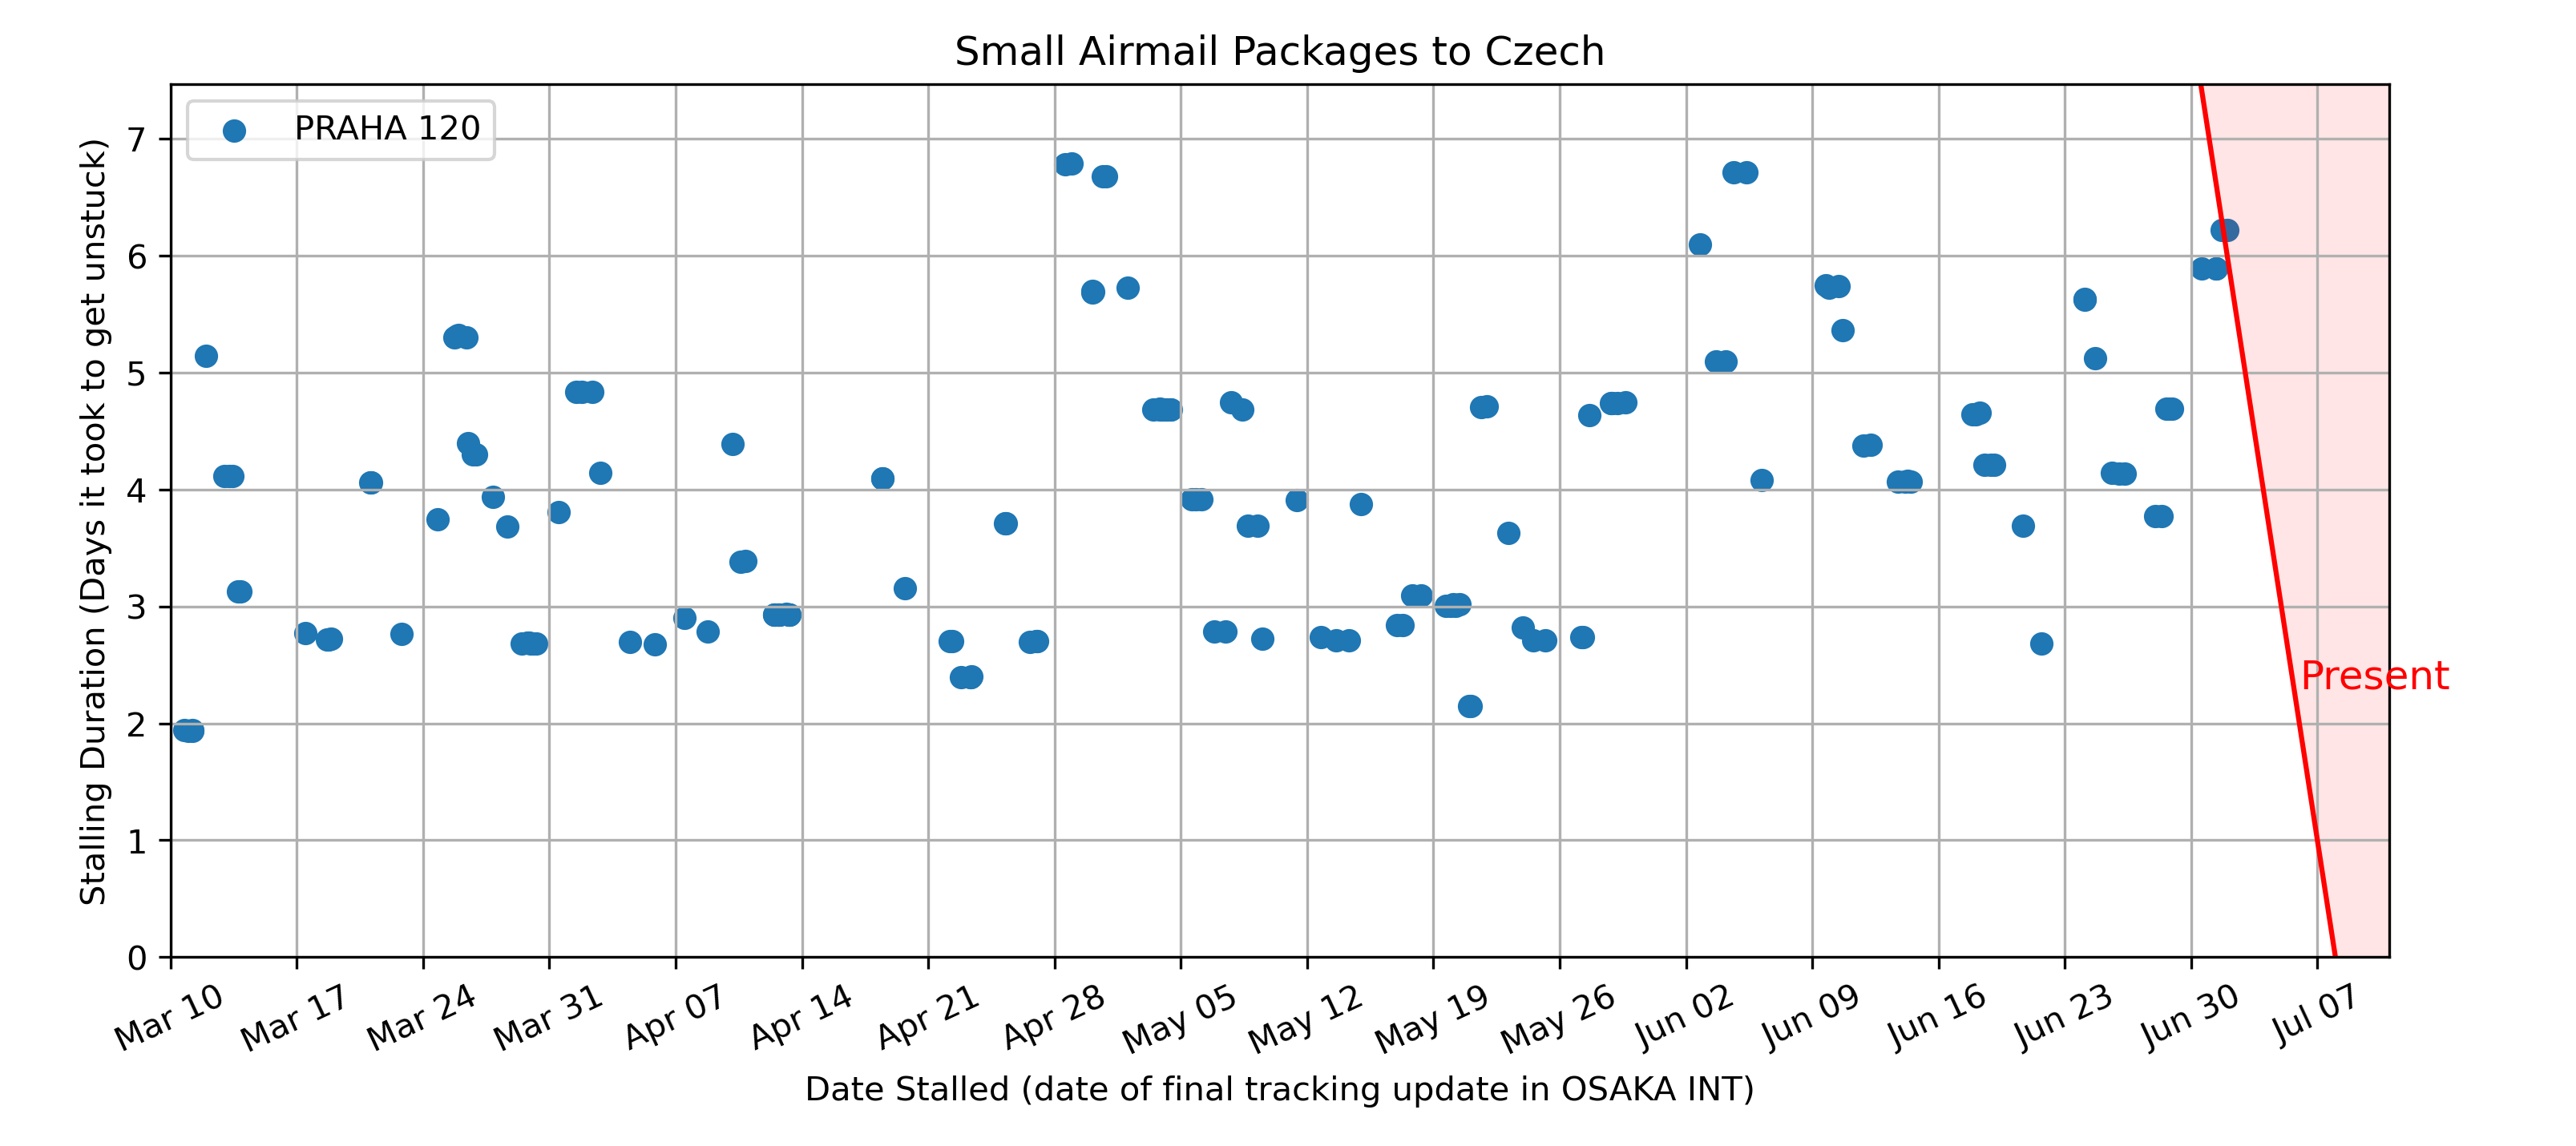 Small Airmail Packages to Czech
PRAHA 120
Stalling Duration (Days it took to get unstuck)
7
6
5
4
3
2
1
0
Present
Mar 10
Mar 17
Mar 24
Mar 31
Apr 07
Apr 14
Apr 21
Apr 28
May 05
May 12
May 19
May 26
Jun 02
Jun 09
Jun 16
Jun 23
Jun 30
Jul 07
Date Stalled (date of final tracking update in OSAKA INT)